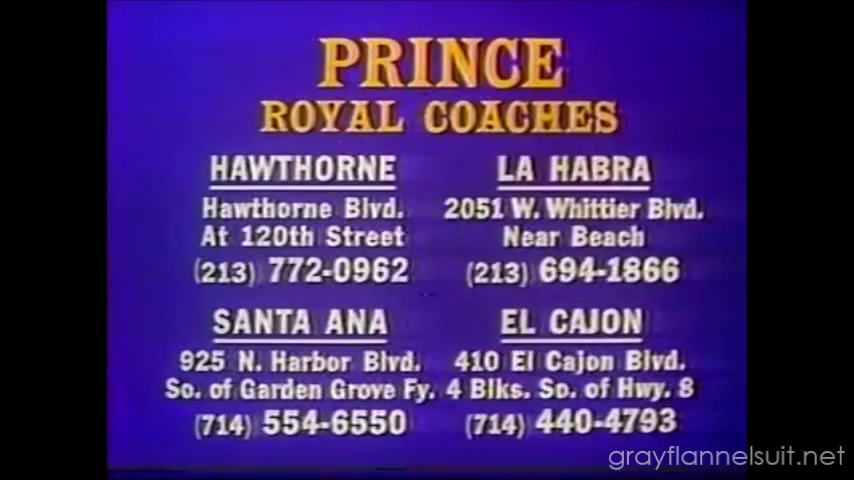 PRINCE
ROYAL COACHES
HAWTHORNE
Hawthorne Blvd.
At 120th Street
(213) 772-0962
LA HABRA
2051 W. Whittier Blvd.
Near Beach
(213) 694-1866
SANTA ANA
925 N. Harbor Blvd.
So. of Garden Grove Fy.
(714) 554-6550
EL CAJON
410 El Cajon Blvd.
4 Blks. So. of Hwy. 8
(714) 440-4793
grayflannelsuit.net